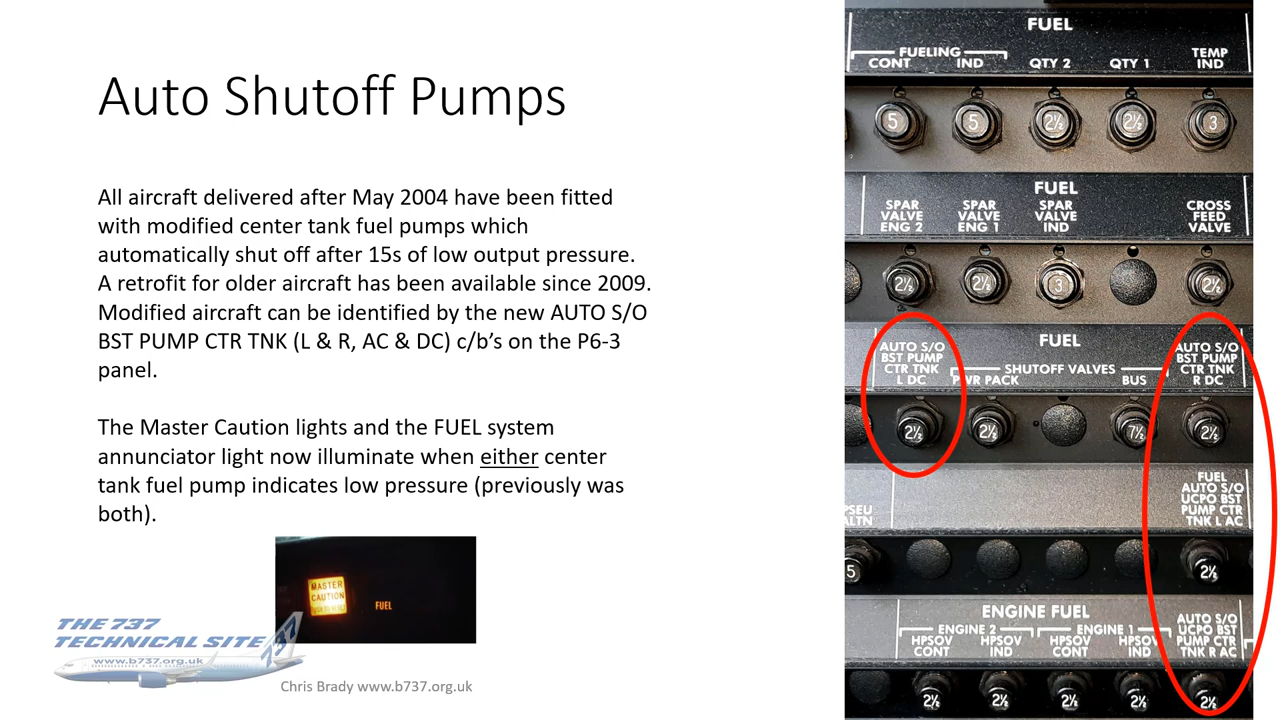 Auto Shutoff Pumps
All aircraft delivered after May 2004 have been fitted
with modified center tank fuel pumps which
automatically shut off after 15s of low output pressure.
A retrofit for older aircraft has been available since 2009.
Modified aircraft can be identified by the new AUTO S/O
BST PUMP CTR TNK (L & R, AC & DC) c/b's on the P6-3
panel.
The Master Caution lights and the FUEL system
annunciator light now illuminate when either center
tank fuel pump indicates low pressure (previously was
both).
MASTER
CAUTION
FUEL
THE 737
TECHNICAL SITE
www.b737.org.uk
737
Chris Brady www.b737.org.uk
FUEL
FUELING
CONT IND QTY 2 QTY 1 TEMP
IND
5 5 2½ 2½ 3
FUEL
SPAR
VALVE
ENG 2
SPAR
VALVE
ENG 1
SPAR
VALVE
IND
CROSS
FEED
VALVE
2½ 2½ 3 2½
FUEL
AUTO S/O
BST PUMP
CTR TNK
L DC
SHUTOFF VALVES
PWR PACK BUS
AUTO S/O
BST PUMP
CTR TNK
R DC
2½ 2½ 7½ 2½
PSEU
ALTN
FUEL
AUTO S/O
UCPO BST
PUMP CTR
TNK L AC
5 2½
ENGINE FUEL
ENGINE 2 ENGINE 1
HPSOV
CONT
HPSOV
IND
HPSOV
CONT
HPSOV
IND
AUTO S/O
UCPO BST
PUMP CTR
TNK R AC
2½ 2½ 2½ 2½ 2½